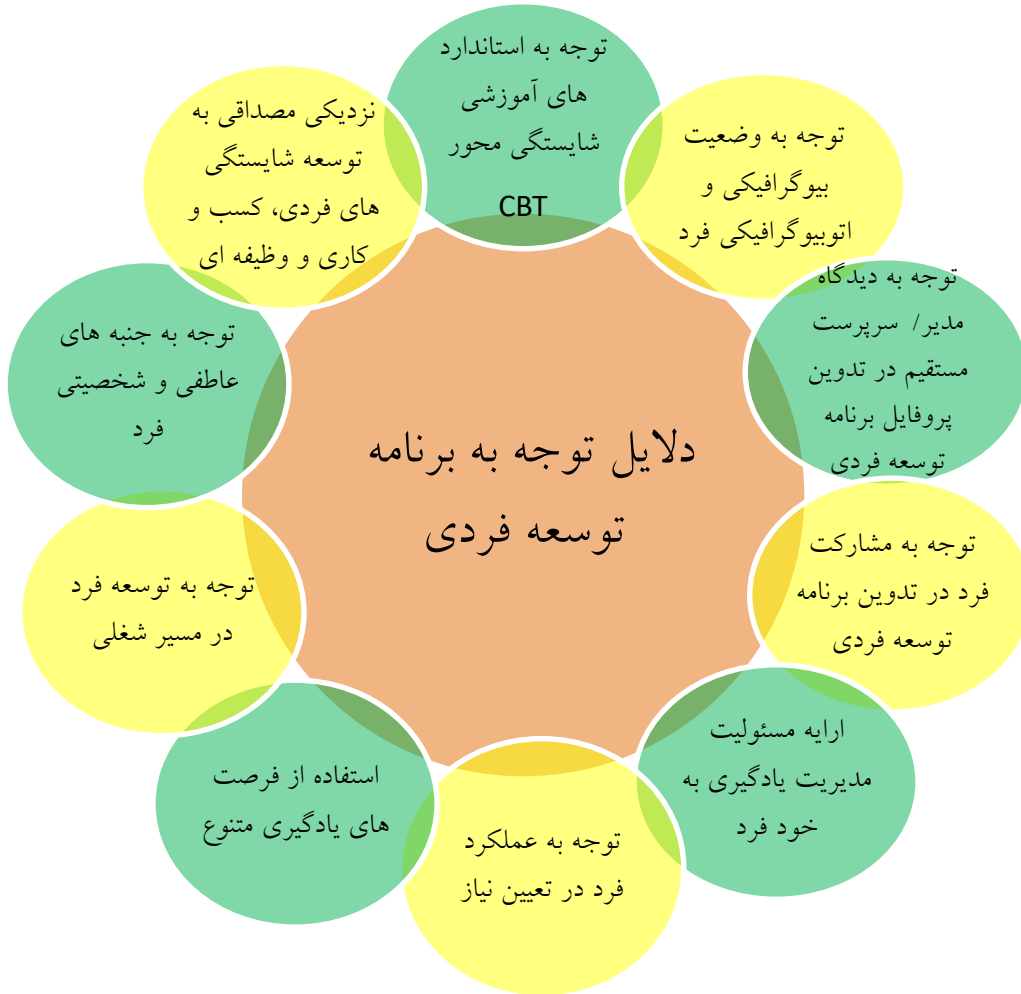 توجه به استاندارد
های آموزشی
شایستگی محور
CBT
توجه به وضعیت
بیوگرافیکی و
اتوبیوگرافیکی فرد
توجه به دیدگاه
مدیر/ سرپرست
مستقیم در تدوین
پروفایل برنامه
توسعه فردی
توجه به مشارکت
فرد در تدوین برنامه
توسعه فردی
ارایه مسئولیت
مدیریت یادگیری به
خود فرد
توجه به عملکرد
فرد در تعیین نیاز
استفاده از فرصت
های یادگیری متنوع
توجه به توسعه فرد
در مسیر شغلی
توجه به جنبه های
عاطفی و شخصیتی
فرد
نزدیکی مصداقی به
توسعه شایستگی
های فردی، کسب و
کاری و وظیفه ای
دلایل توجه به برنامه
توسعه فردی